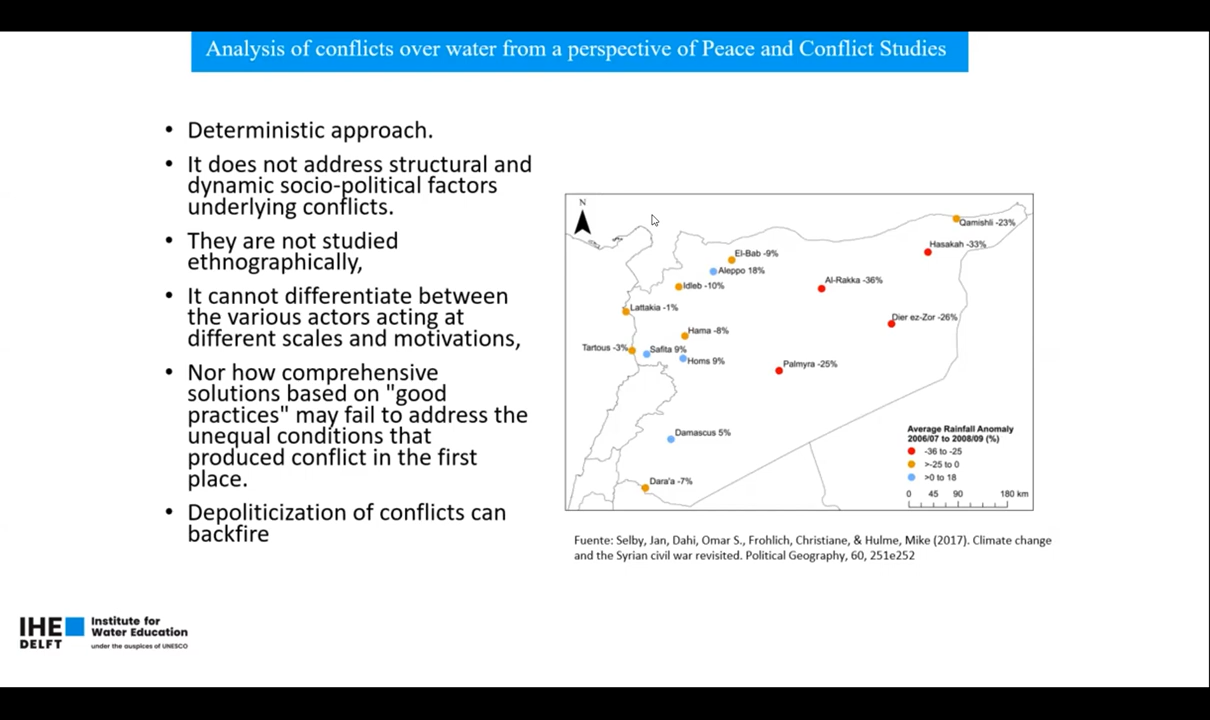 Analysis of conflicts over water from a perspective of Peace and Conflict Studies
• Deterministic approach.
• It does not address structural and
dynamic socio-political factors
underlying conflicts.
• They are not studied
ethnographically,
• It cannot differentiate between
the various actors acting at
different scales and motivations,
• Nor how comprehensive
solutions based on "good
practices" may fail to address the
unequal conditions that
produced conflict in the first
place.
• Depoliticization of conflicts can
backfire
N
Qamishli -23%
Hasakah -33%
El-Bab -9%
Aleppo 18%
Al-Rakka -36%
Idleb -10%
Lattakia -1%
Dier ez-Zor -26%
Hama -8%
Tartous -3%
Safita 9%
Homs 9%
Palmyra -25%
Damascus 5%
Dara'a -7%
Average Rainfall Anomaly
2006/07 to 2008/09 (%)
-36 to -25
>-25 to 0
>0 to 18
0 45 90 180 km
Fuente: Selby, Jan, Dahi, Omar S., Frohlich, Christiane, & Hulme, Mike (2017). Climate change
and the Syrian civil war revisited. Political Geography, 60, 251e252
IHE
DELFT
Institute for
Water Education
under the auspices of UNESCO